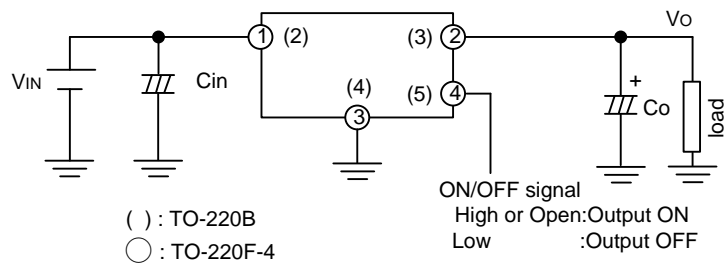 VO
1 (2) (3) 2
VIN
Cin
(4) (5) 4
3
+
Co
load
ON/OFF signal
High or Open:Output ON
Low :Output OFF
( ) : TO-220B
◯ : TO-220F-4